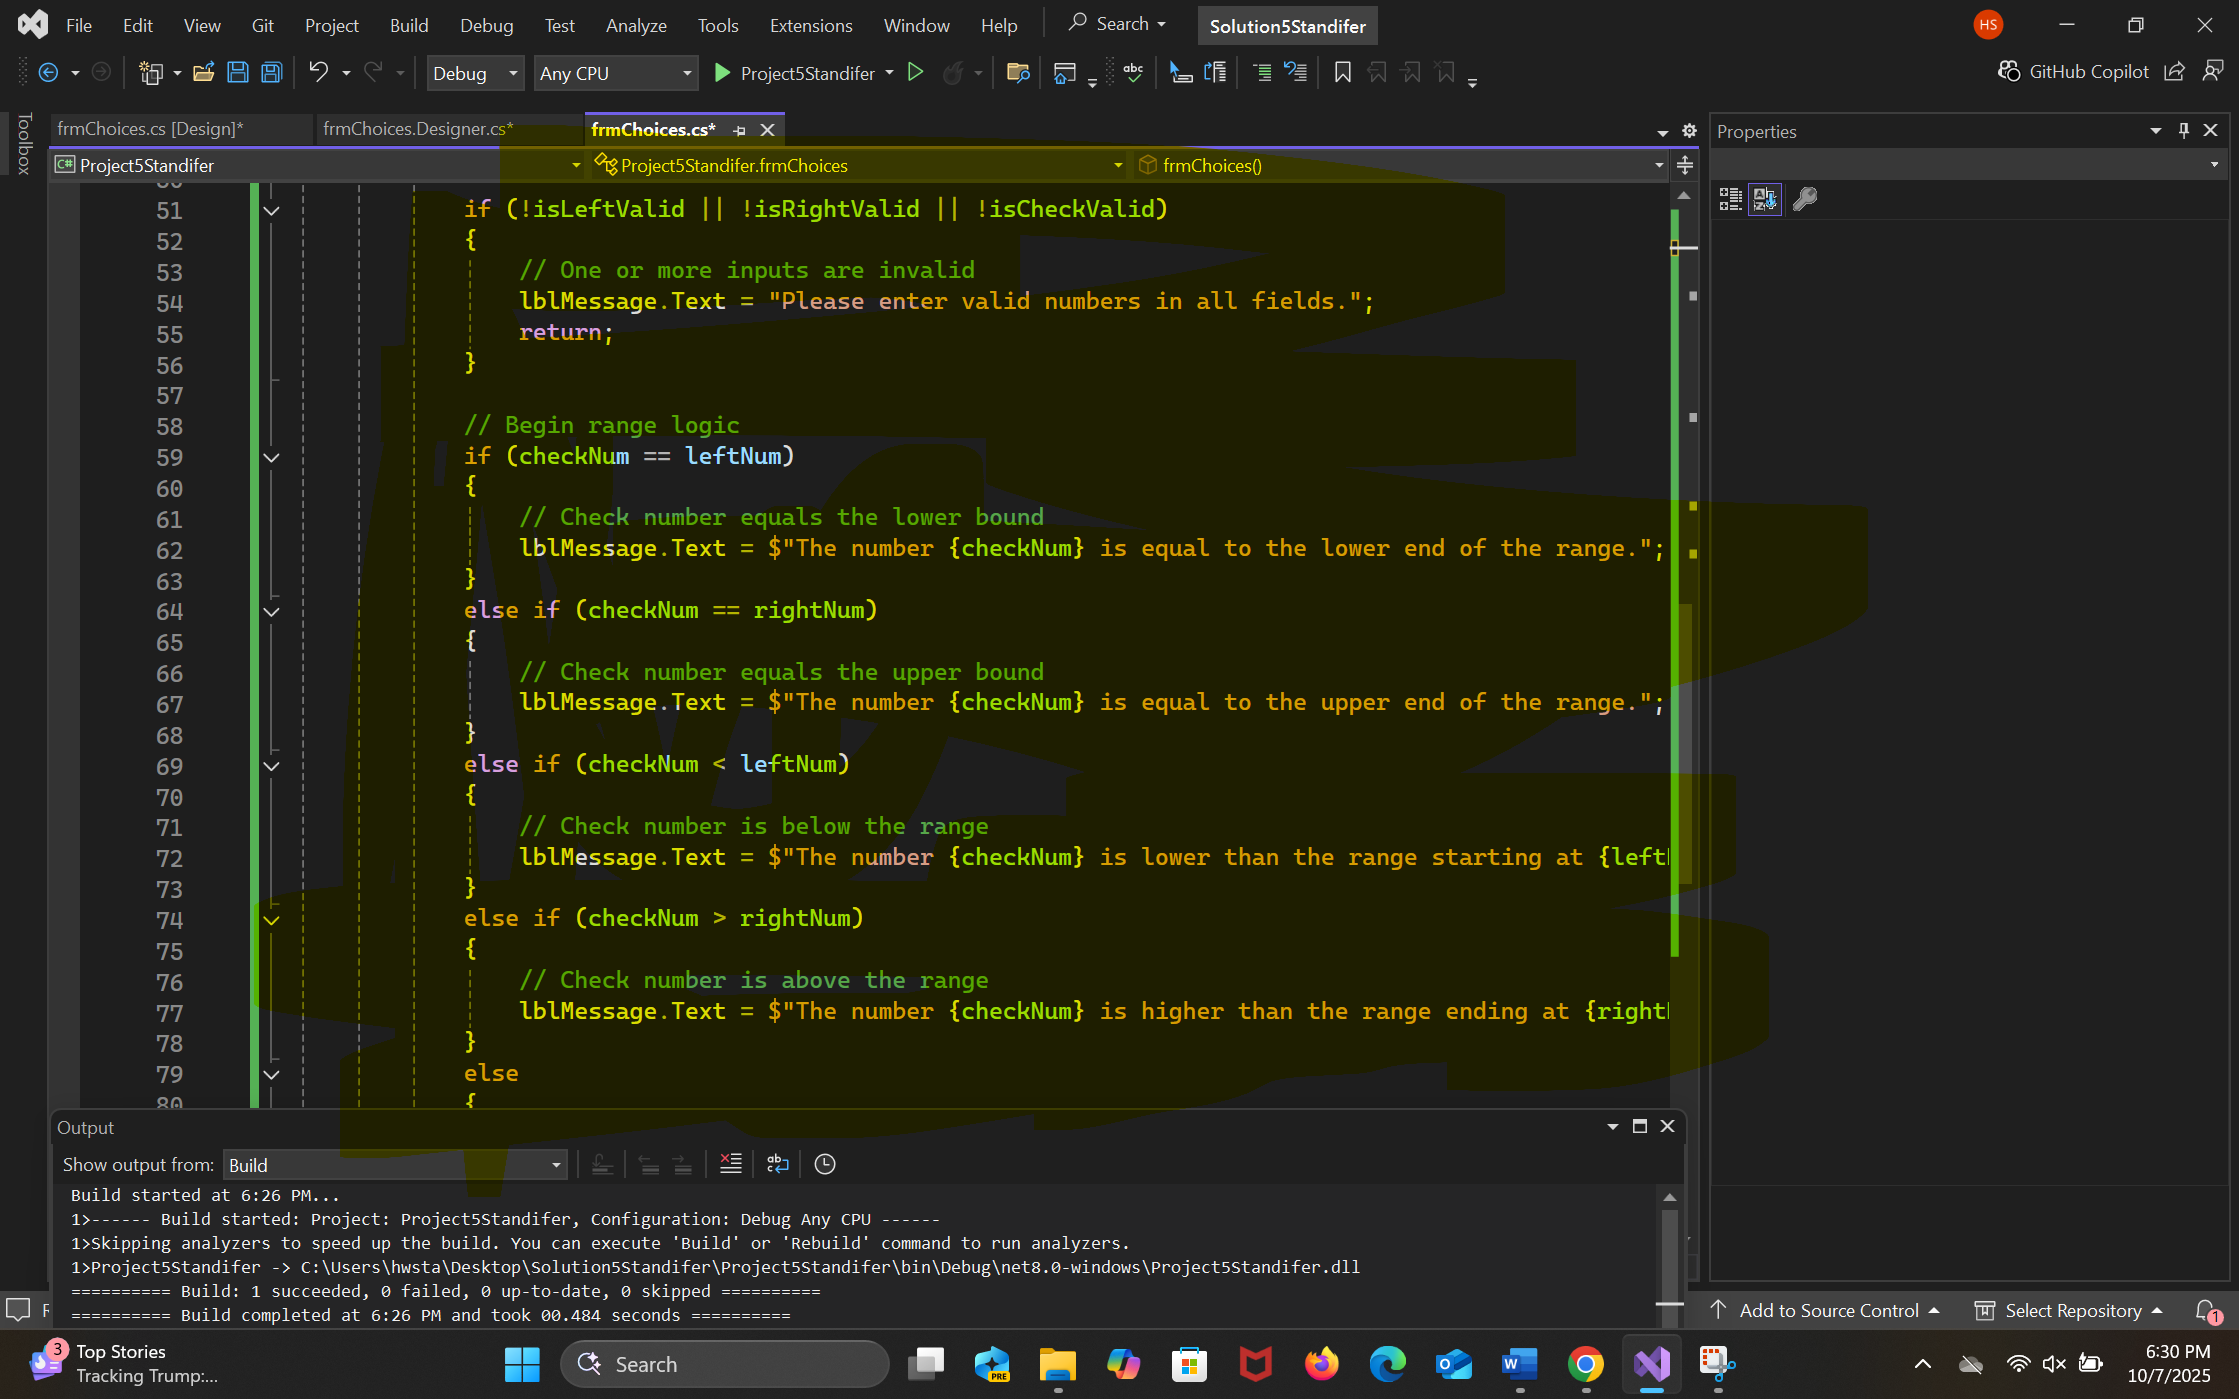 File Edit View Git Project Build Debug Test Analyze Tools Extensions Window Help Search Solution5Standifer HS
Debug Any CPU Project5Standifer GitHub Copilot
Toolbox
frmChoices.cs [Design]* frmChoices.Designer.cs* frmChoices.cs*
Properties
C# Project5Standifer Project5Standifer.frmChoices frmChoices()
51 if (!isLeftValid || !isRightValid || !isCheckValid)
52 {
53 // One or more inputs are invalid
54 lblMessage.Text = "Please enter valid numbers in all fields.";
55 return;
56 }
57
58 // Begin range logic
59 if (checkNum == leftNum)
60 {
61 // Check number equals the lower bound
62 lblMessage.Text = $"The number {checkNum} is equal to the lower end of the range.";
63 }
64 else if (checkNum == rightNum)
65 {
66 // Check number equals the upper bound
67 lblMessage.Text = $"The number {checkNum} is equal to the upper end of the range.";
68 }
69 else if (checkNum < leftNum)
70 {
71 // Check number is below the range
72 lblMessage.Text = $"The number {checkNum} is lower than the range starting at {left
73 }
74 else if (checkNum > rightNum)
75 {
76 // Check number is above the range
77 lblMessage.Text = $"The number {checkNum} is higher than the range ending at {right
78 }
79 else
80 {
Output
Show output from: Build
Build started at 6:26 PM...
1>------ Build started: Project: Project5Standifer, Configuration: Debug Any CPU ------
1>Skipping analyzers to speed up the build. You can execute 'Build' or 'Rebuild' command to run analyzers.
1>Project5Standifer -> C:\Users\hwsta\Desktop\Solution5Standifer\Project5Standifer\bin\Debug\net8.0-windows\Project5Standifer.dll
========== Build: 1 succeeded, 0 failed, 0 up-to-date, 0 skipped ==========
========== Build completed at 6:26 PM and took 00.484 seconds ==========
Add to Source Control Select Repository 1
3 Top Stories
Tracking Trump:...
Search
PRE
6:30 PM
10/7/2025